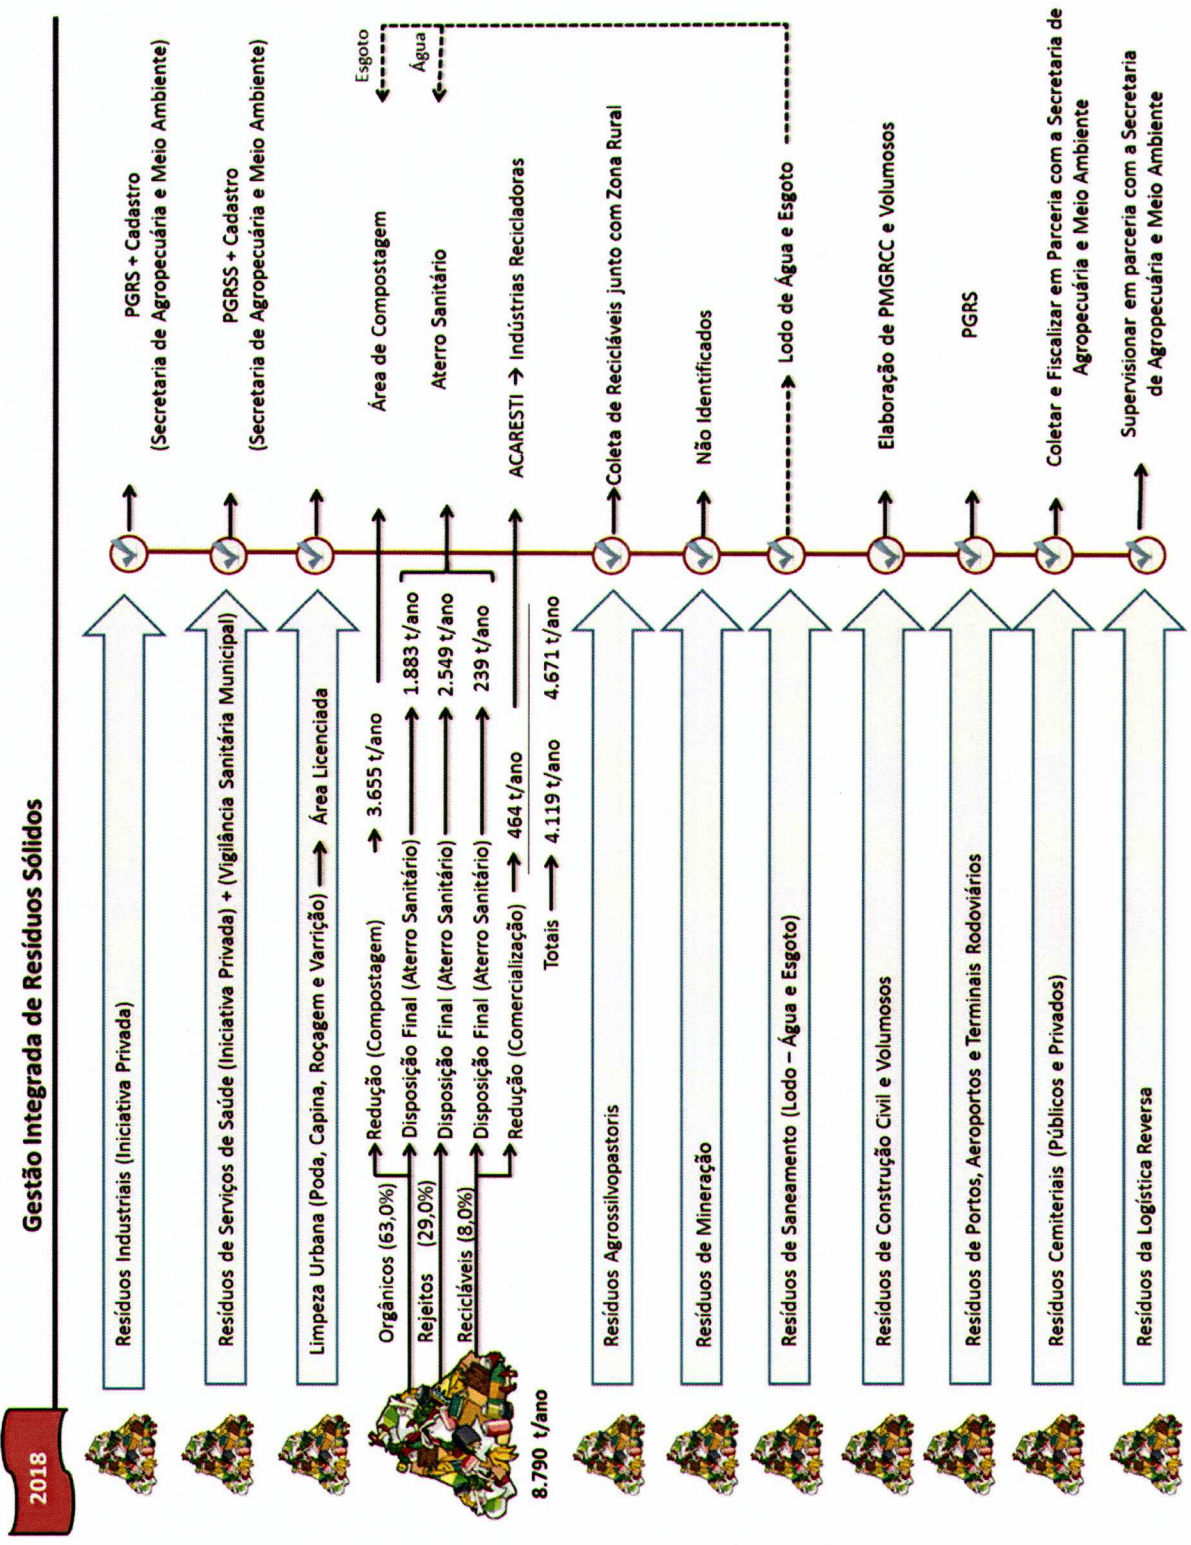 2018
Gestão Integrada de Resíduos Sólidos
Resíduos Industriais (Iniciativa Privada)
PGRS + Cadastro
(Secretaria de Agropecuária e Meio Ambiente)
Resíduos de Serviços de Saúde (Iniciativa Privada) + (Vigilância Sanitária Municipal)
PGRSS + Cadastro
(Secretaria de Agropecuária e Meio Ambiente)
Limpeza Urbana (Poda, Capina, Roçagem e Varrição) → Área Licenciada
8.790 t/ano
Orgânicos (63,0%)
Redução (Compostagem) → 3.655 t/ano
Área de Compostagem
Esgoto
Disposição Final (Aterro Sanitário) → 1.883 t/ano
Rejeitos (29,0%)
Disposição Final (Aterro Sanitário) → 2.549 t/ano
Aterro Sanitário
Água
Recicláveis (8,0%)
Disposição Final (Aterro Sanitário) → 239 t/ano
Redução (Comercialização) → 464 t/ano
ACARESTI → Indústrias Recicladoras
Totais → 4.119 t/ano 4.671 t/ano
Resíduos Agrossilvopastoris
Coleta de Recicláveis junto com Zona Rural
Resíduos de Mineração
Não Identificados
Resíduos de Saneamento (Lodo – Água e Esgoto)
Lodo de Água e Esgoto
Resíduos de Construção Civil e Volumosos
Elaboração de PMGRCC e Volumosos
Resíduos de Portos, Aeroportos e Terminais Rodoviários
PGRS
Resíduos Cemiteriais (Públicos e Privados)
Coletar e Fiscalizar em Parceria com a Secretaria de
Agropecuária e Meio Ambiente
Resíduos da Logística Reversa
Supervisionar em parceria com a Secretaria
de Agropecuária e Meio Ambiente